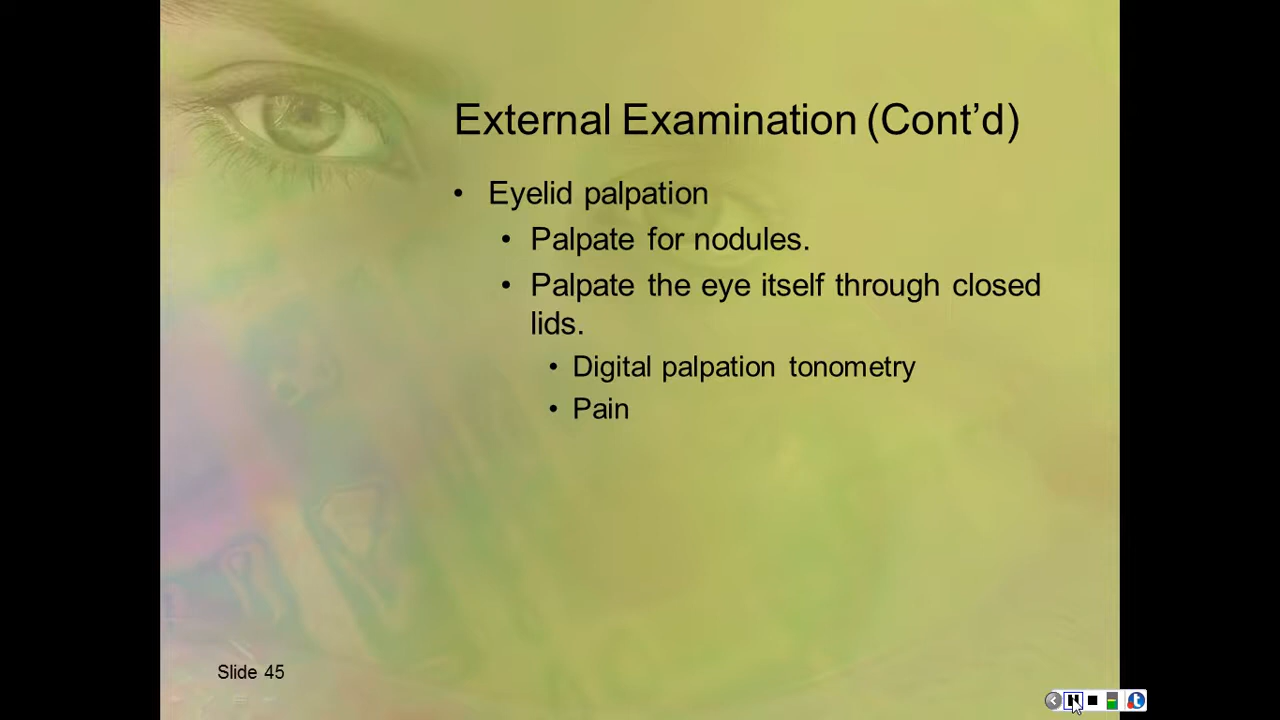 External Examination (Cont’d)
• Eyelid palpation
• Palpate for nodules.
• Palpate the eye itself through closed
lids.
• Digital palpation tonometry
• Pain
Slide 45